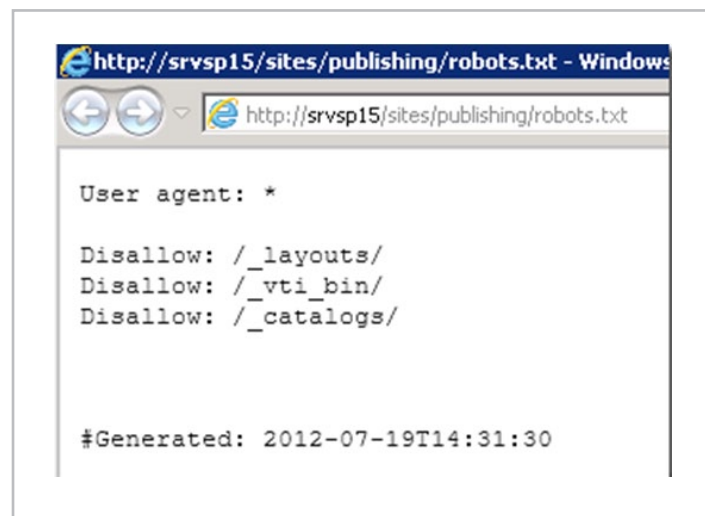 http://srvsp15/sites/publishing/robots.txt - Windows
http://srvsp15/sites/publishing/robots.txt
User agent: *
Disallow: /_layouts/
Disallow: /_vti_bin/
Disallow: /_catalogs/
#Generated: 2012-07-19T14:31:30